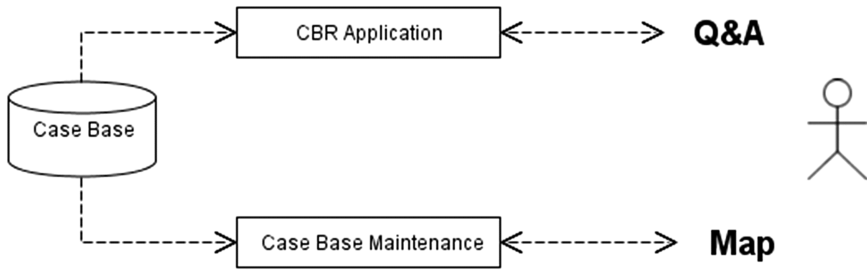 CBR Application
Q&A
Case Base
Case Base Maintenance
Map